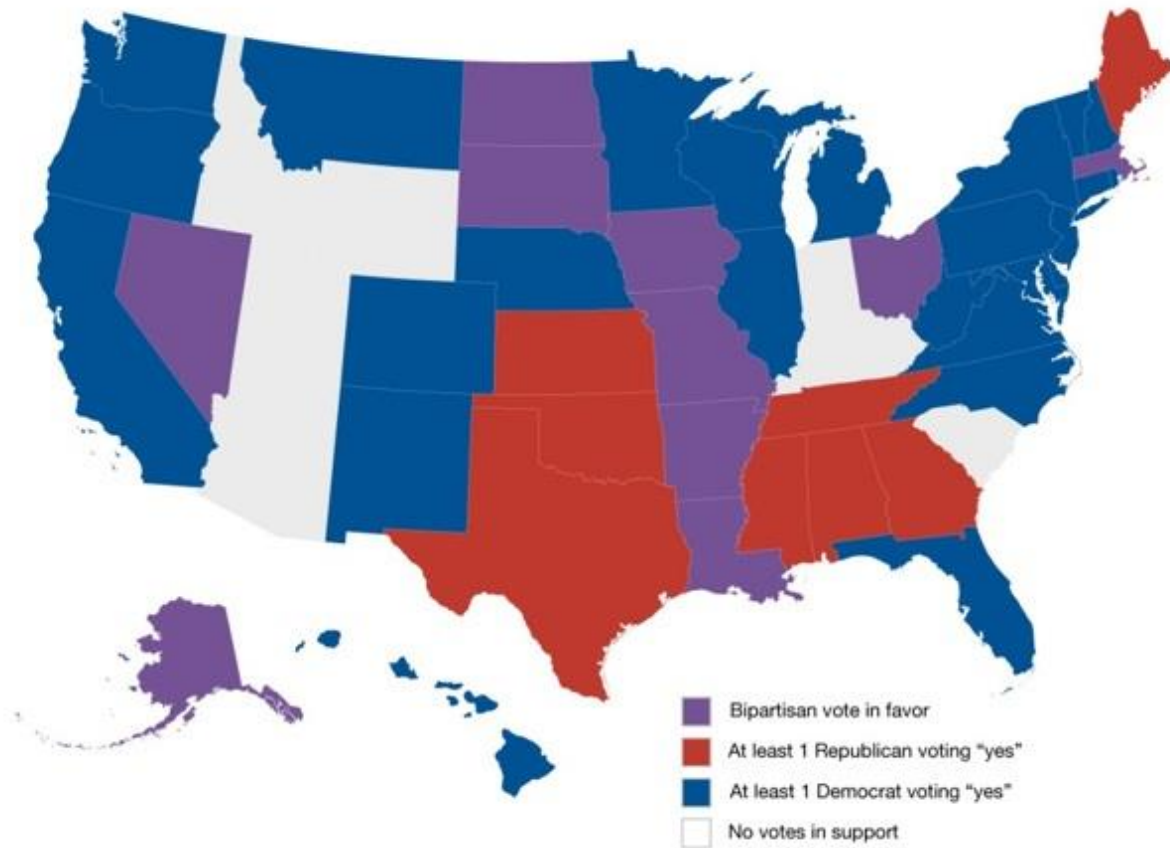 Bipartisan vote in favor
At least 1 Republican voting “yes”
At least 1 Democrat voting “yes”
No votes in support